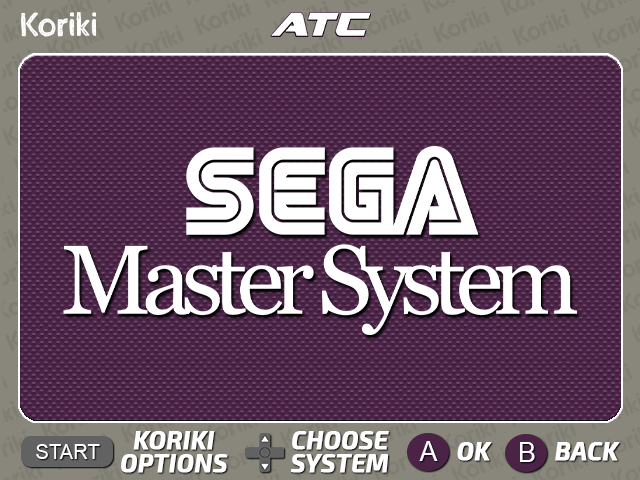 Koriki
ATC
SEGA
Master System
START
KORIKI
OPTIONS
CHOOSE
SYSTEM
A OK
B BACK